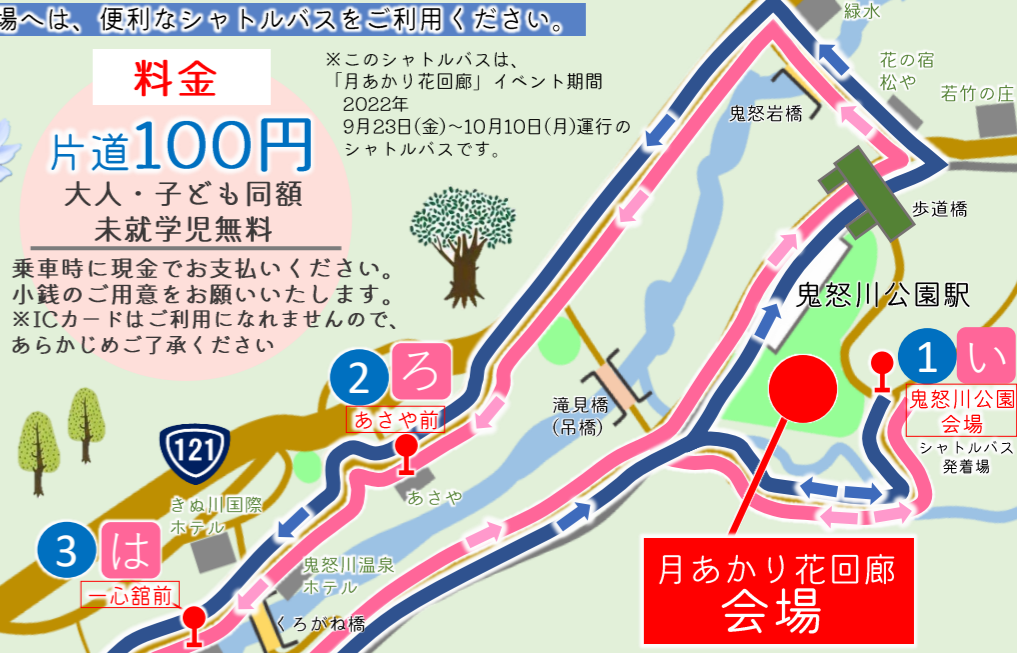 場へは、便利なシャトルバスをご利用ください。
料金
片道100円
大人・子ども同額
未就学児無料
乗車時に現金でお支払いください。
小銭のご用意をお願いいたします。
※ICカードはご利用になれませんので、
あらかじめご了承ください
※このシャトルバスは、
「月あかり花回廊」イベント期間
2022年
9月23日(金)~10月10日(月)運行の
シャトルバスです。
緑水
花の宿
松や
若竹の庄
鬼怒岩橋
歩道橋
鬼怒川公園駅
1 い
鬼怒川公園
会場
シャトルバス
発着場
2 ろ
あさや前
滝見橋
(吊橋)
あさや
121
きぬ川国際
ホテル
3 は
一心舘前
鬼怒川温泉
ホテル
くろがね橋
月あかり花回廊
会場